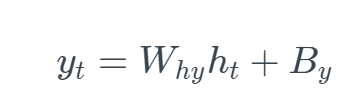 y_t = W_{hy}h_t + B_y